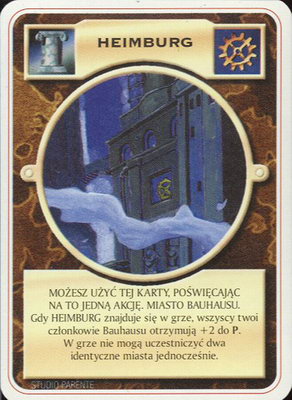 HEIMBURG
MOŻESZ UŻYĆ TEJ KARTY, POŚWIĘCAJĄC
NA TO JEDNĄ AKCJĘ. MIASTO BAUHAUSU.
Gdy HEIMBURG znajduje się w grze, wszyscy twoi
członkowie Bauhausu otrzymują +2 do P.
W grze nie mogą uczestniczyć dwa
identyczne miasta jednocześnie.
STUDIO PARENTE